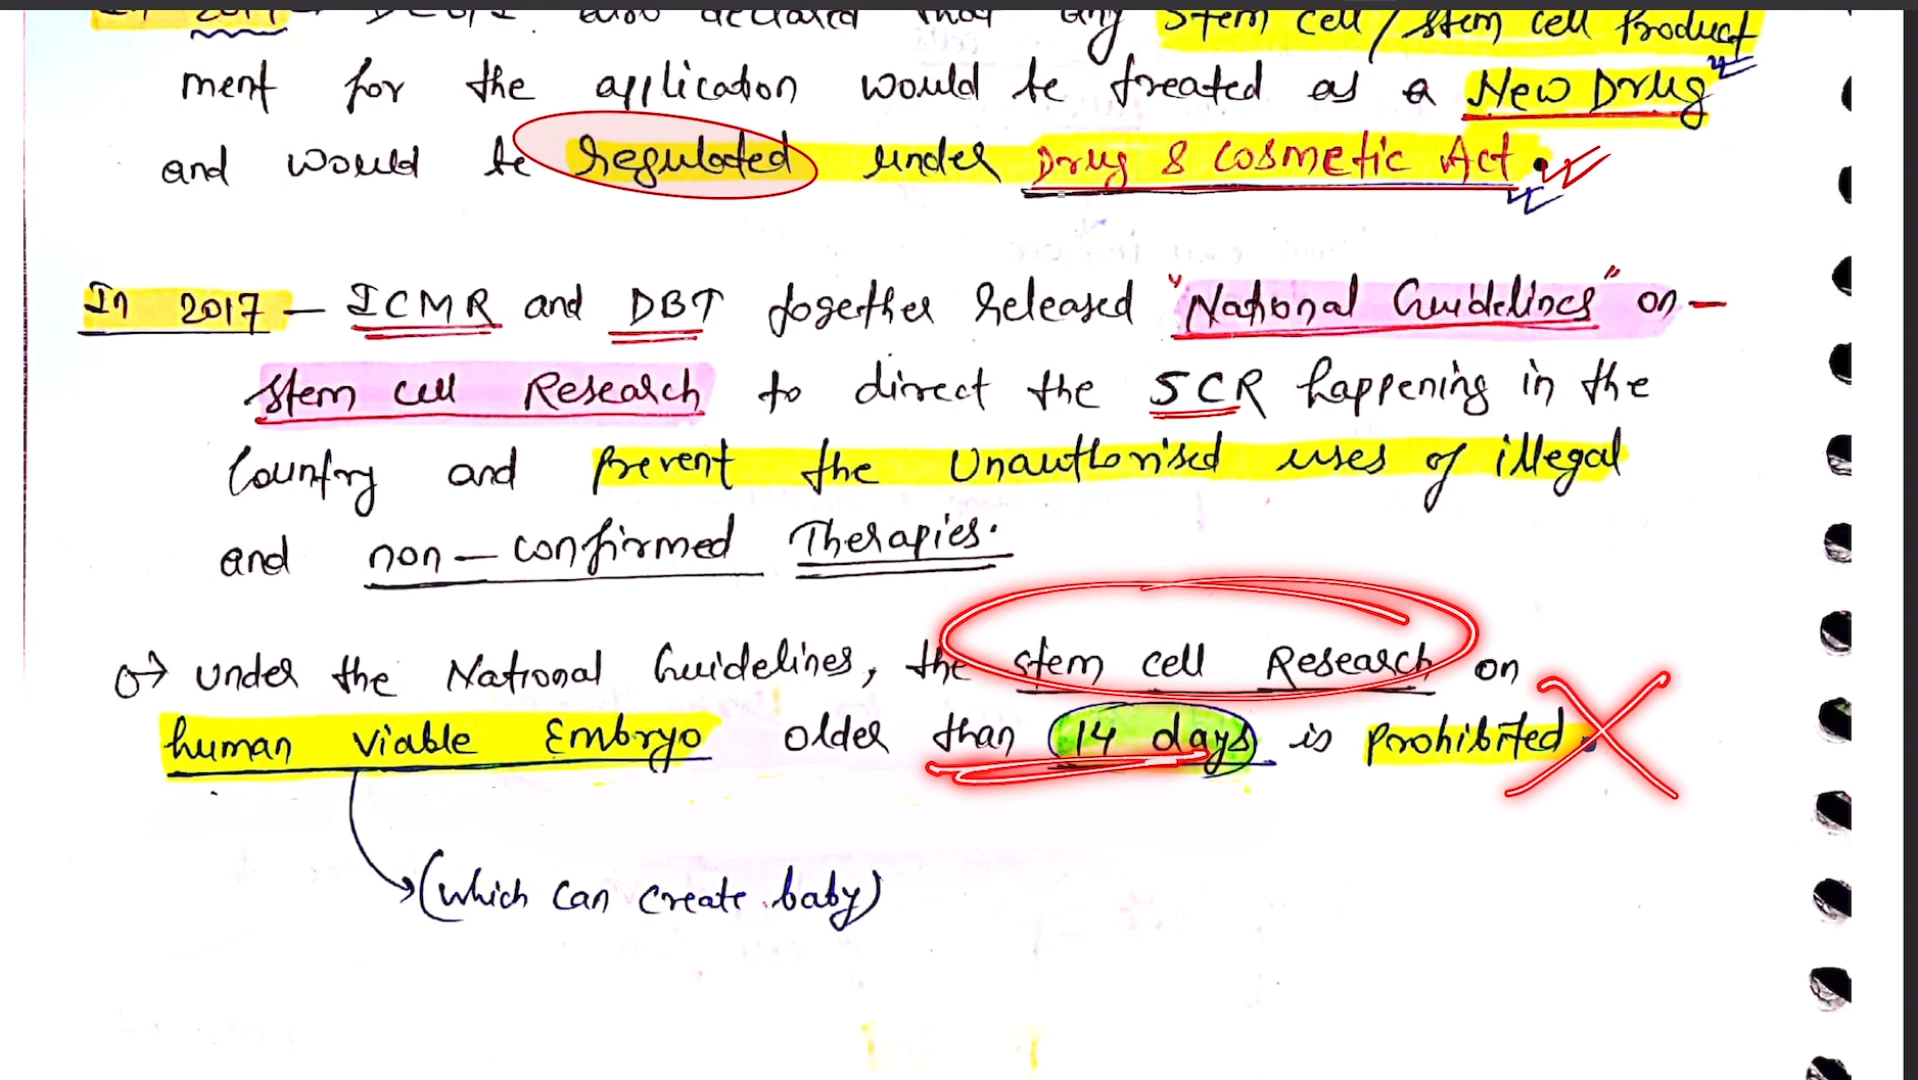 also declared that any Stem cell/stem cell Product
ment for the application would be treated as a New Drug
and would be regulated under Drug & Cosmetic Act.
In 2017 – ICMR and DBT together released "National Guidelines" on –
Stem cell Research to direct the SCR happening in the
Country and prevent the Unauthorised uses of illegal
and non – confirmed Therapies.
→ under the National Guidelines, the stem cell Research on
human viable Embryo older than 14 days is prohibited.
(which can create baby)